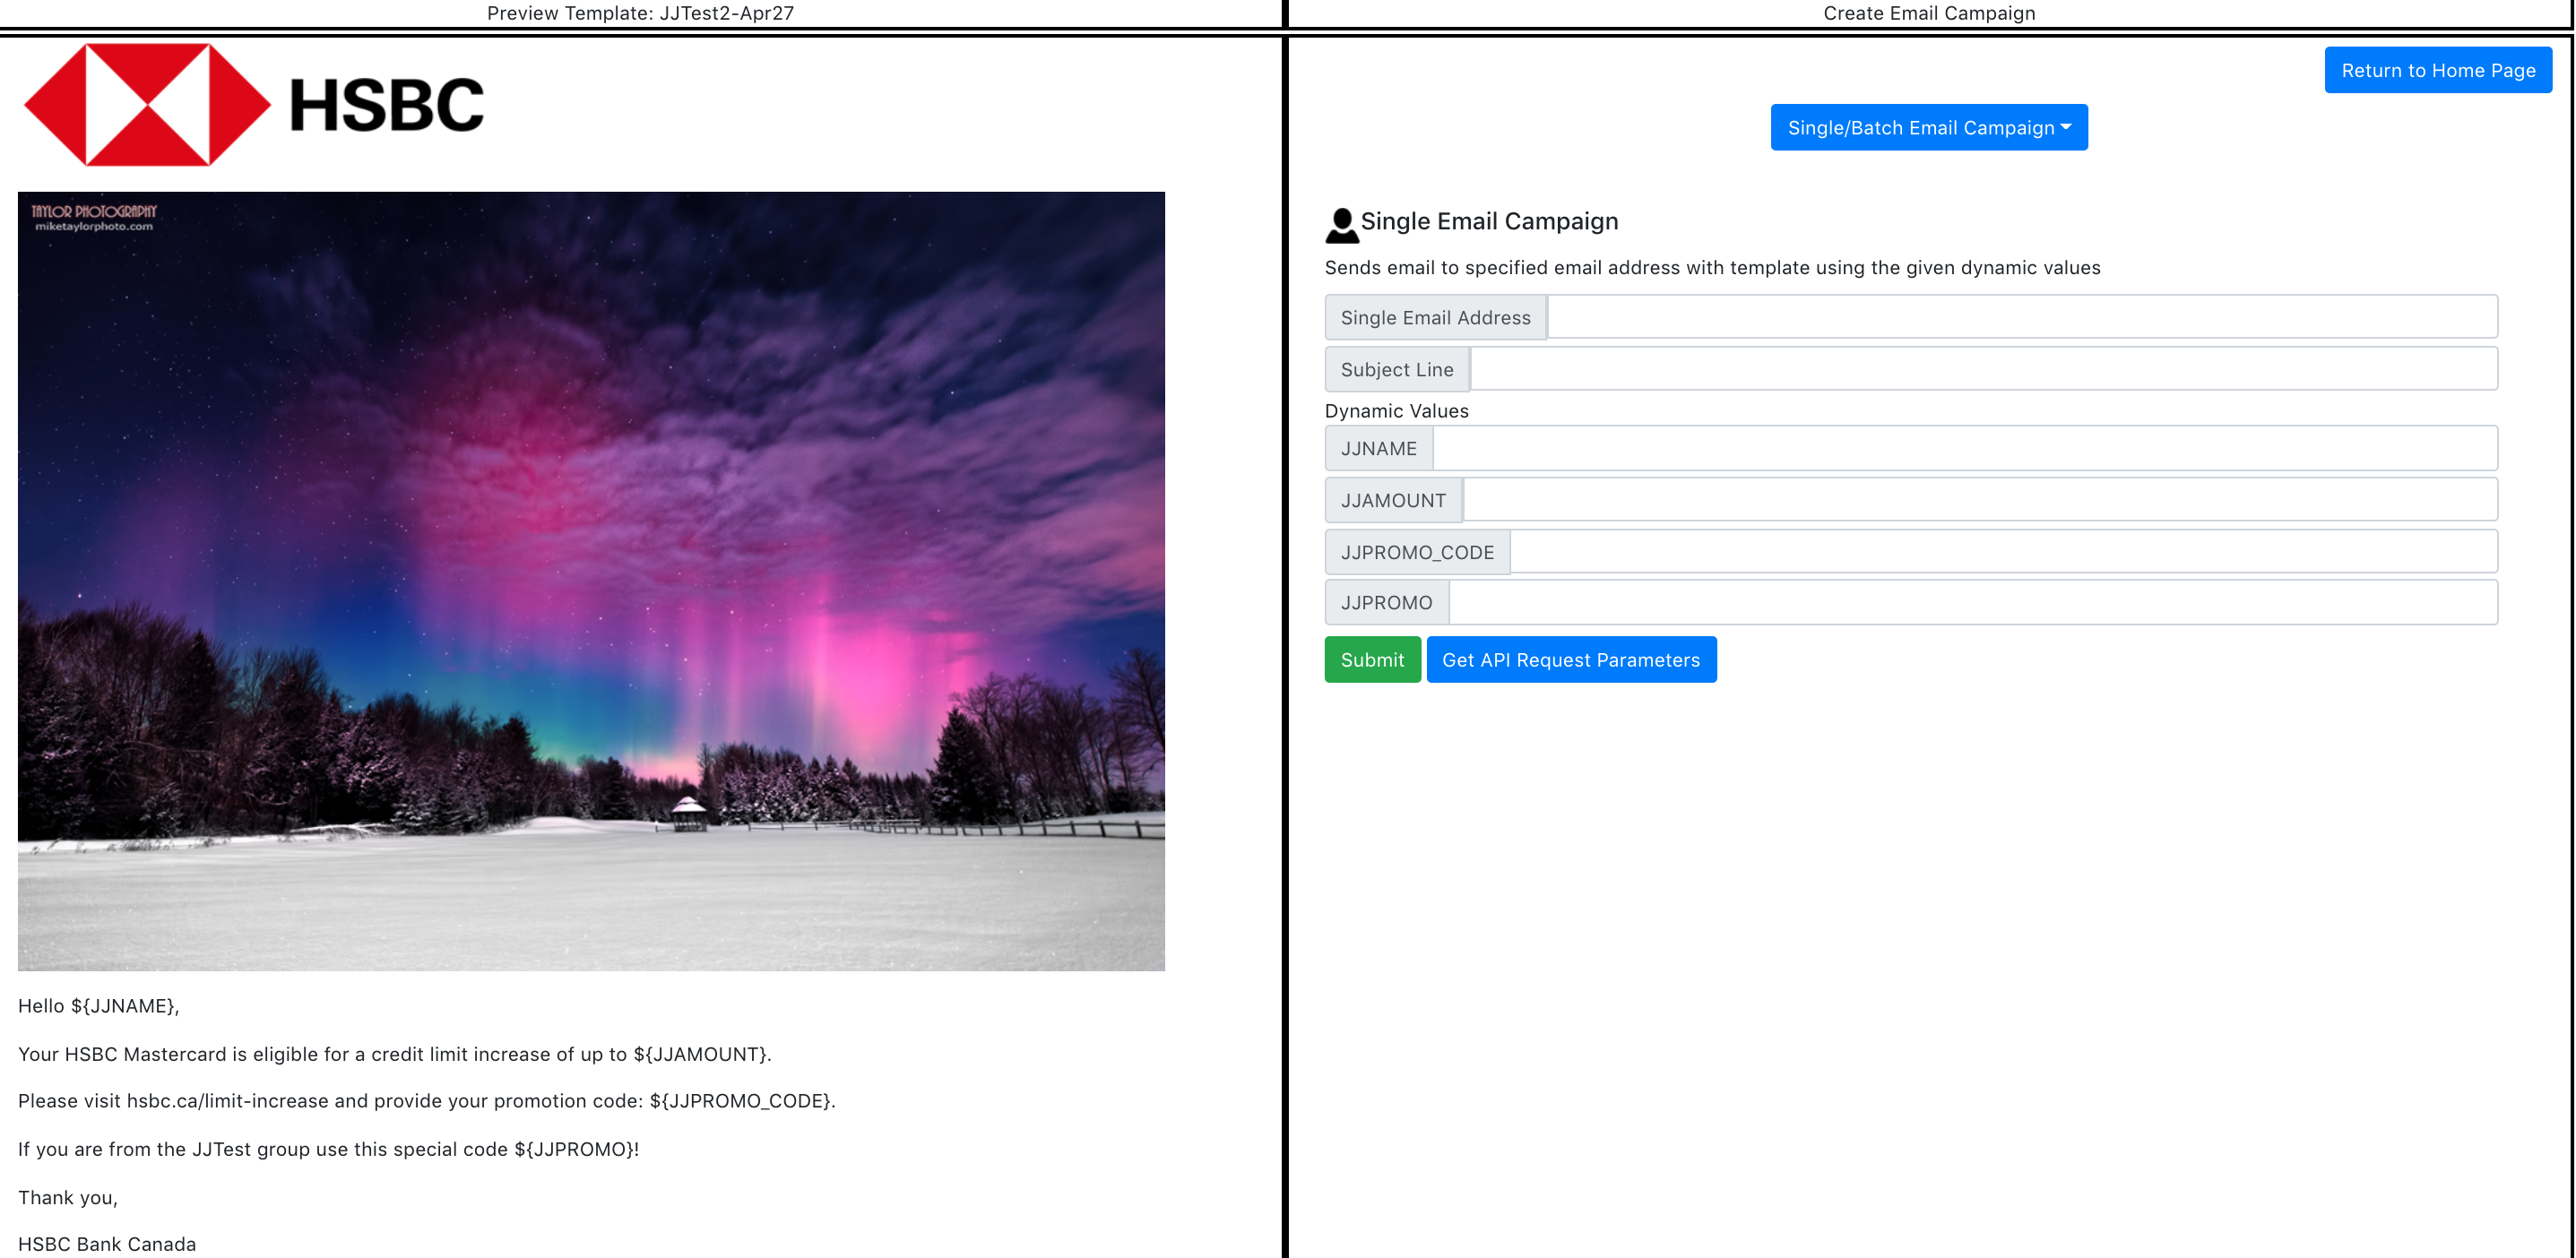 Preview Template: JJTest2-Apr27
Create Email Campaign
HSBC
TAYLOR PHOTOGRAPHY
miketaylorphoto.com
Hello ${JJNAME},
Your HSBC Mastercard is eligible for a credit limit increase of up to ${JJAMOUNT}.
Please visit hsbc.ca/limit-increase and provide your promotion code: ${JJPROMO_CODE}.
If you are from the JJTest group use this special code ${JJPROMO}!
Thank you,
HSBC Bank Canada
Return to Home Page
Single/Batch Email Campaign
Single Email Campaign
Sends email to specified email address with template using the given dynamic values
Single Email Address
Subject Line
Dynamic Values
JJNAME
JJAMOUNT
JJPROMO_CODE
JJPROMO
Submit Get API Request Parameters